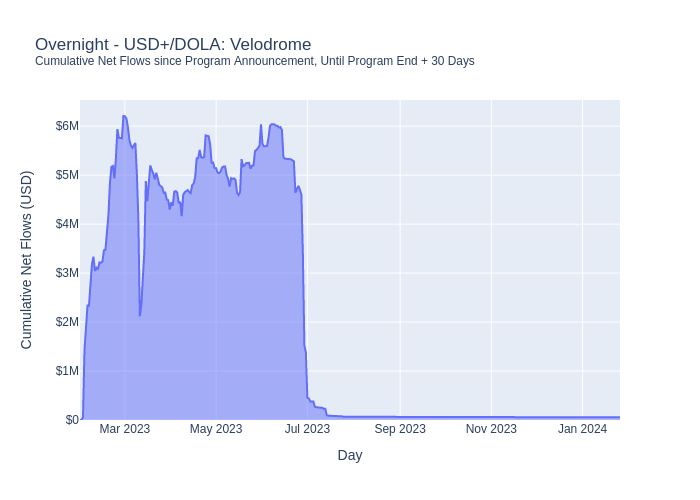 Overnight - USD+/DOLA: Velodrome
Cumulative Net Flows since Program Announcement, Until Program End + 30 Days
Cumulative Net Flows (USD)
$6M
$5M
$4M
$3M
$2M
$1M
$0
Mar 2023
May 2023
Jul 2023
Sep 2023
Nov 2023
Jan 2024
Day